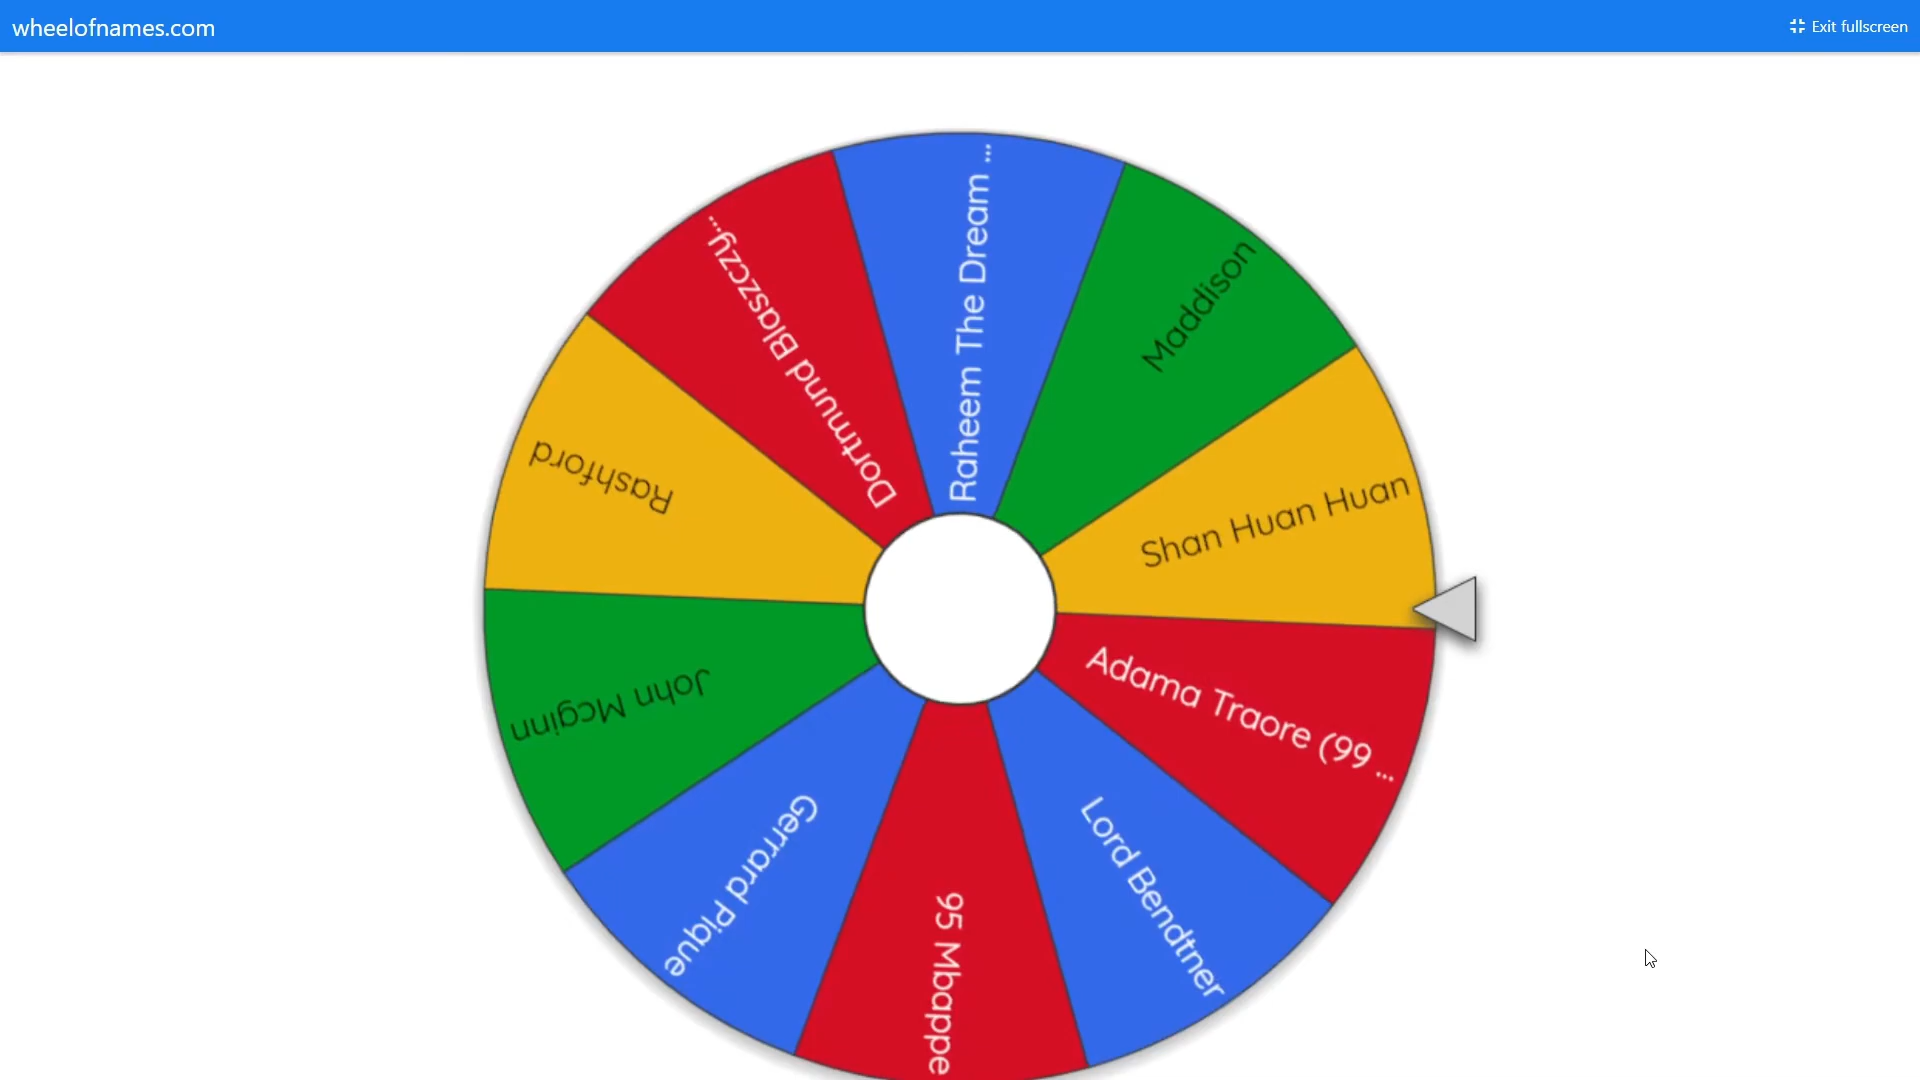 wheelofnames.com
Exit fullscreen
Raheem The Dream ...
Maddison
Shan Huan Huan
Adama Traore (99 ...
Lord Bendtner
95 Mbappe
Gerrard Pique
John Mcginn
Rashford
Dortmund Blaszczy...